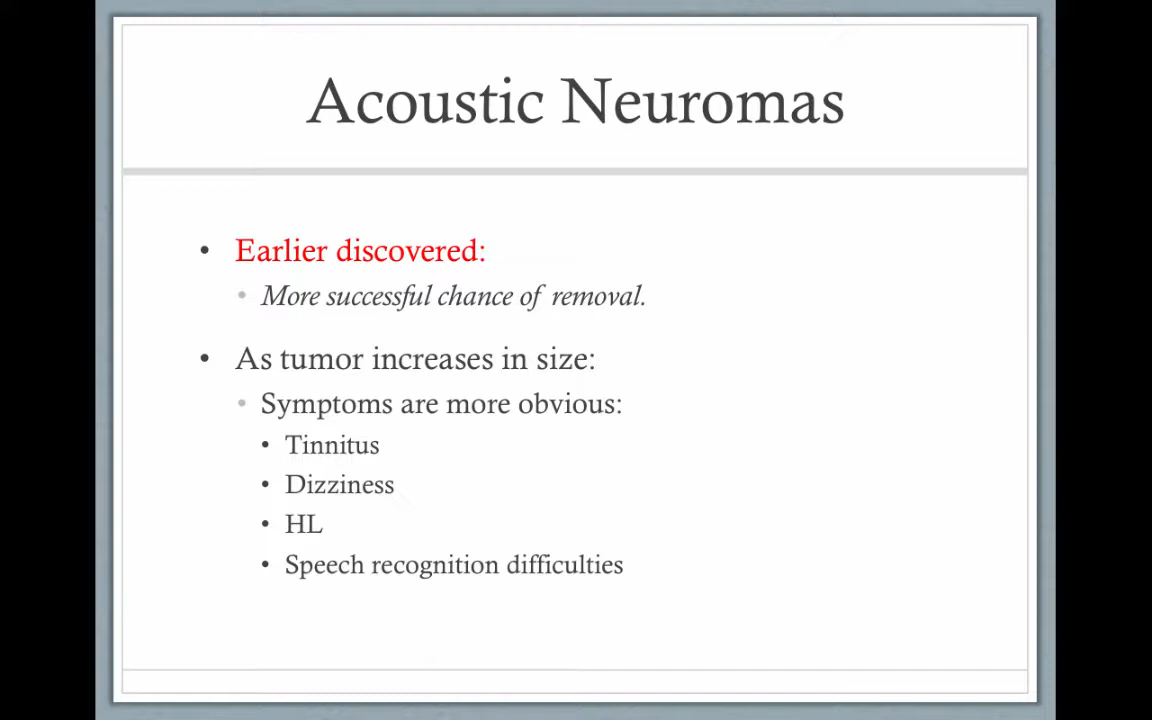 Acoustic Neuromas
• Earlier discovered:
• More successful chance of removal.
• As tumor increases in size:
• Symptoms are more obvious:
• Tinnitus
• Dizziness
• HL
• Speech recognition difficulties